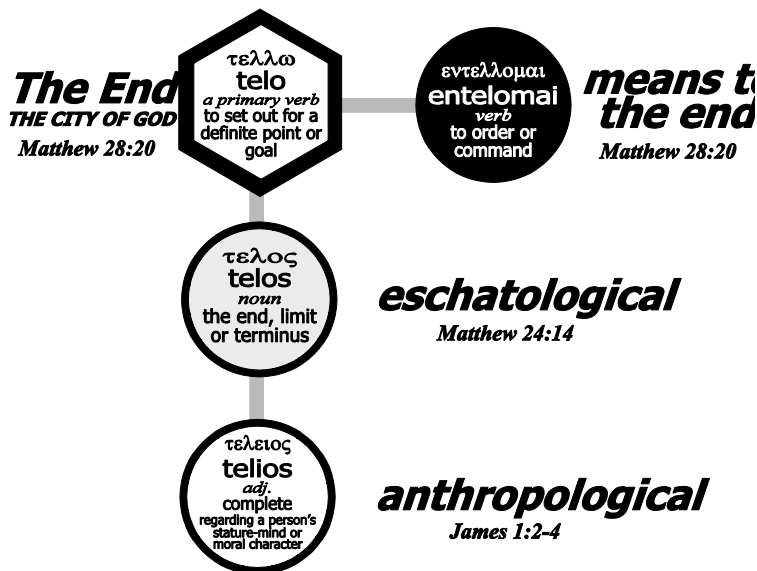 The End
THE CITY OF GOD
Matthew 28:20
τελλω
telo
a primary verb
to set out for a
definite point or
goal
εντελλομαι
entelomai
verb
to order or
command
means to
the end
Matthew 28:20
τελος
telos
noun
the end, limit
or terminus
eschatological
Matthew 24:14
τελειος
telios
adj.
complete
regarding a person's
stature-mind or
moral character
anthropological
James 1:2-4